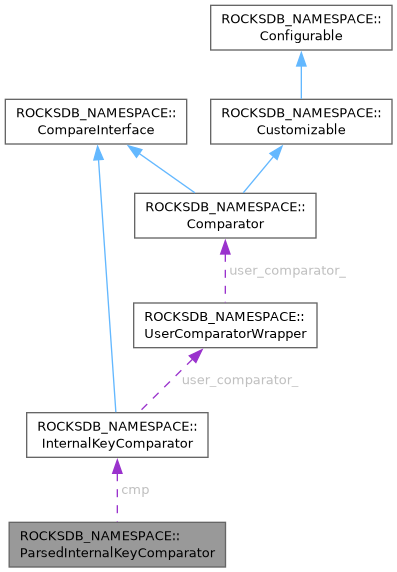 ROCKSDB_NAMESPACE::
Configurable
ROCKSDB_NAMESPACE::
CompareInterface
ROCKSDB_NAMESPACE::
Customizable
ROCKSDB_NAMESPACE::
Comparator
user_comparator_
ROCKSDB_NAMESPACE::
UserComparatorWrapper
user_comparator_
ROCKSDB_NAMESPACE::
InternalKeyComparator
cmp
ROCKSDB_NAMESPACE::
ParsedInternalKeyComparator